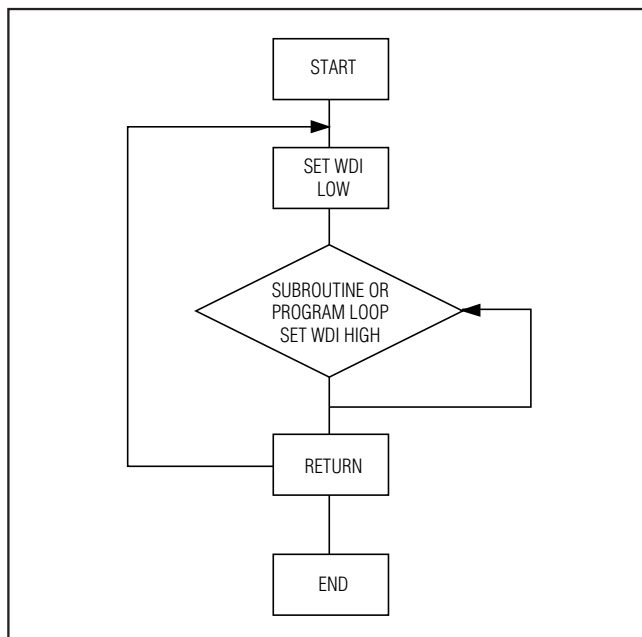 START
SET WDI
LOW
SUBROUTINE OR
PROGRAM LOOP
SET WDI HIGH
RETURN
END